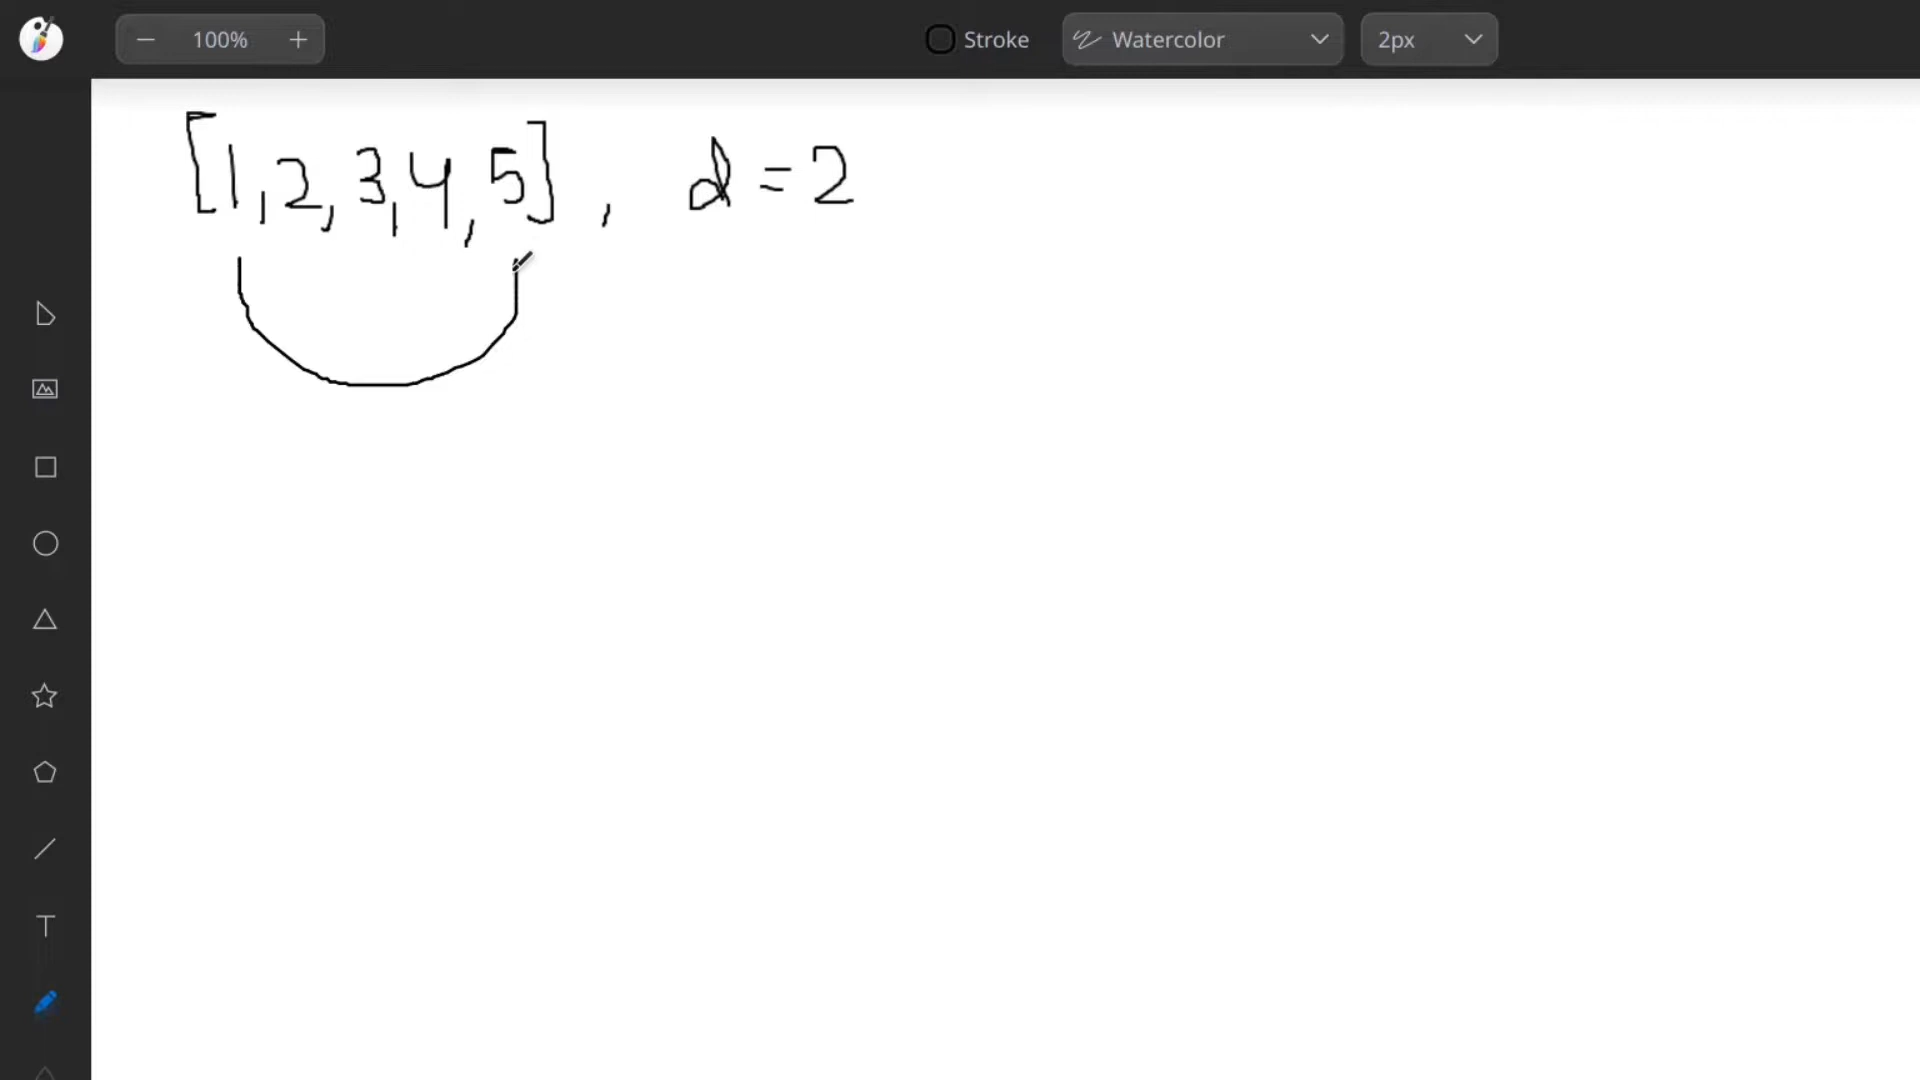 100% Stroke Watercolor 2px
[1,2,3,4,5], d=2
T